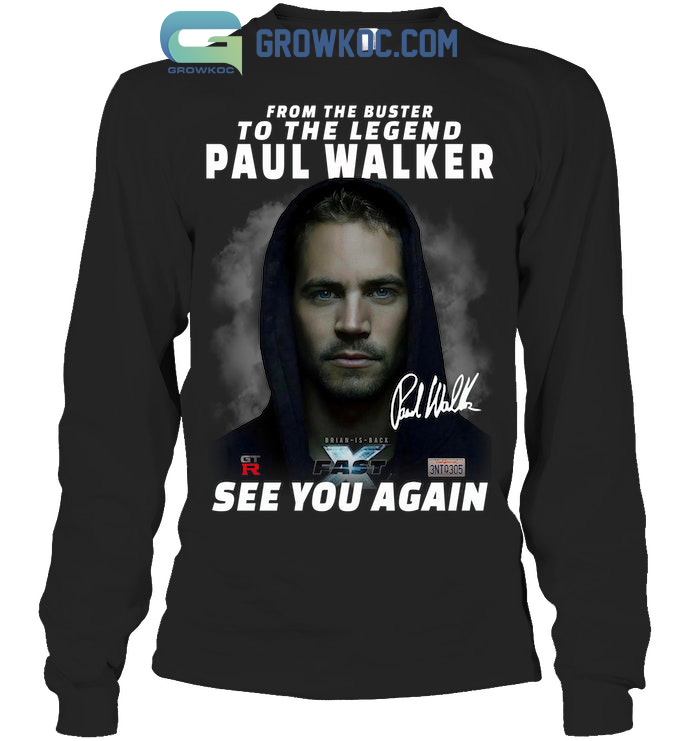 GROWKOC.COM
GROWKOC
FROM THE BUSTER
TO THE LEGEND
PAUL WALKER
Paul Walker
BRIAN-IS-BACK
X
FAST
GT
R
3NTQ305
SEE YOU AGAIN